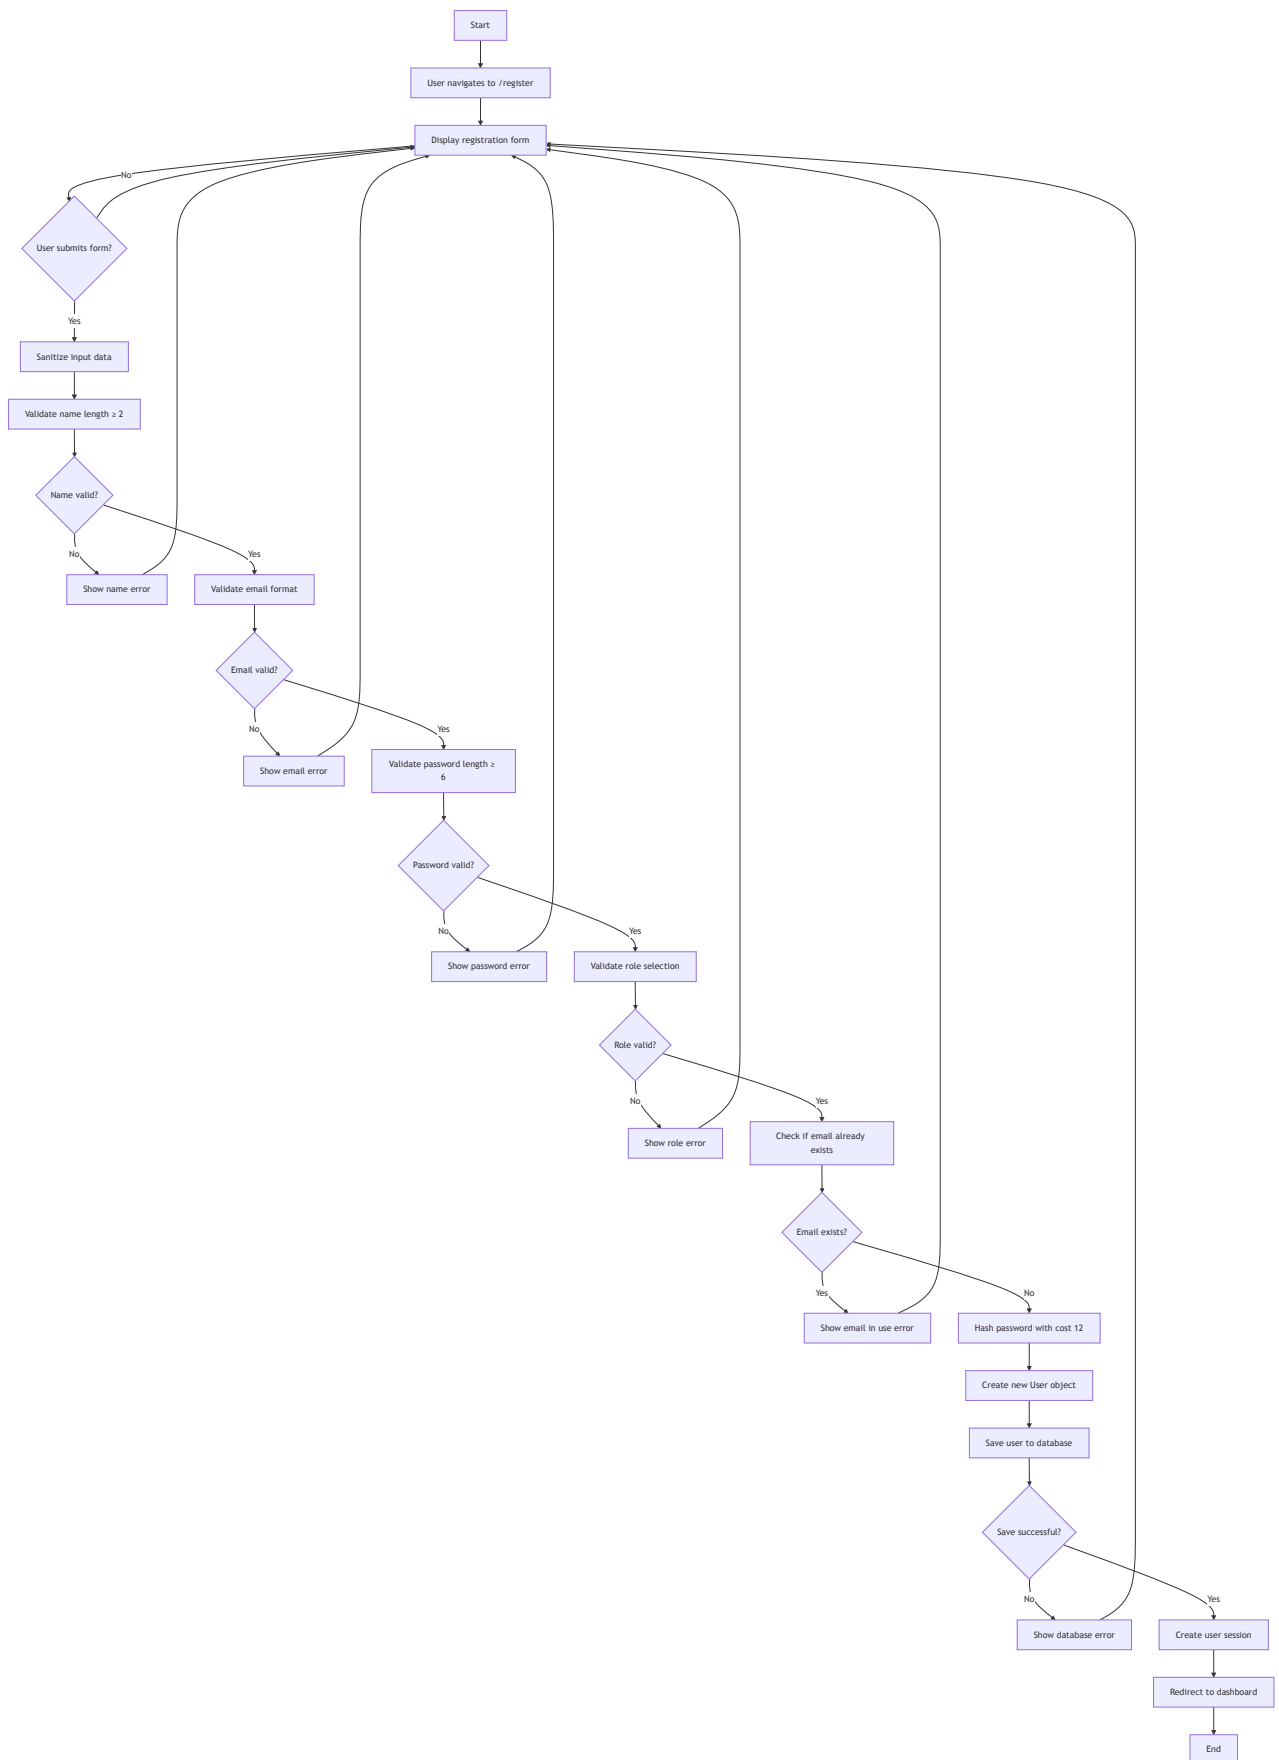 Start
User navigates to /register
Display registration form
No
User submits form?
Yes
Sanitize input data
Validate name length ≥ 2
Name valid?
No
Yes
Show name error
Validate email format
Email valid?
No
Yes
Show email error
Validate password length ≥
6
Password valid?
No
Yes
Show password error
Validate role selection
Role valid?
No
Yes
Show role error
Check if email already
exists
Email exists?
Yes
No
Show email in use error
Hash password with cost 12
Create new User object
Save user to database
Save successful?
No
Yes
Show database error
Create user session
Redirect to dashboard
End